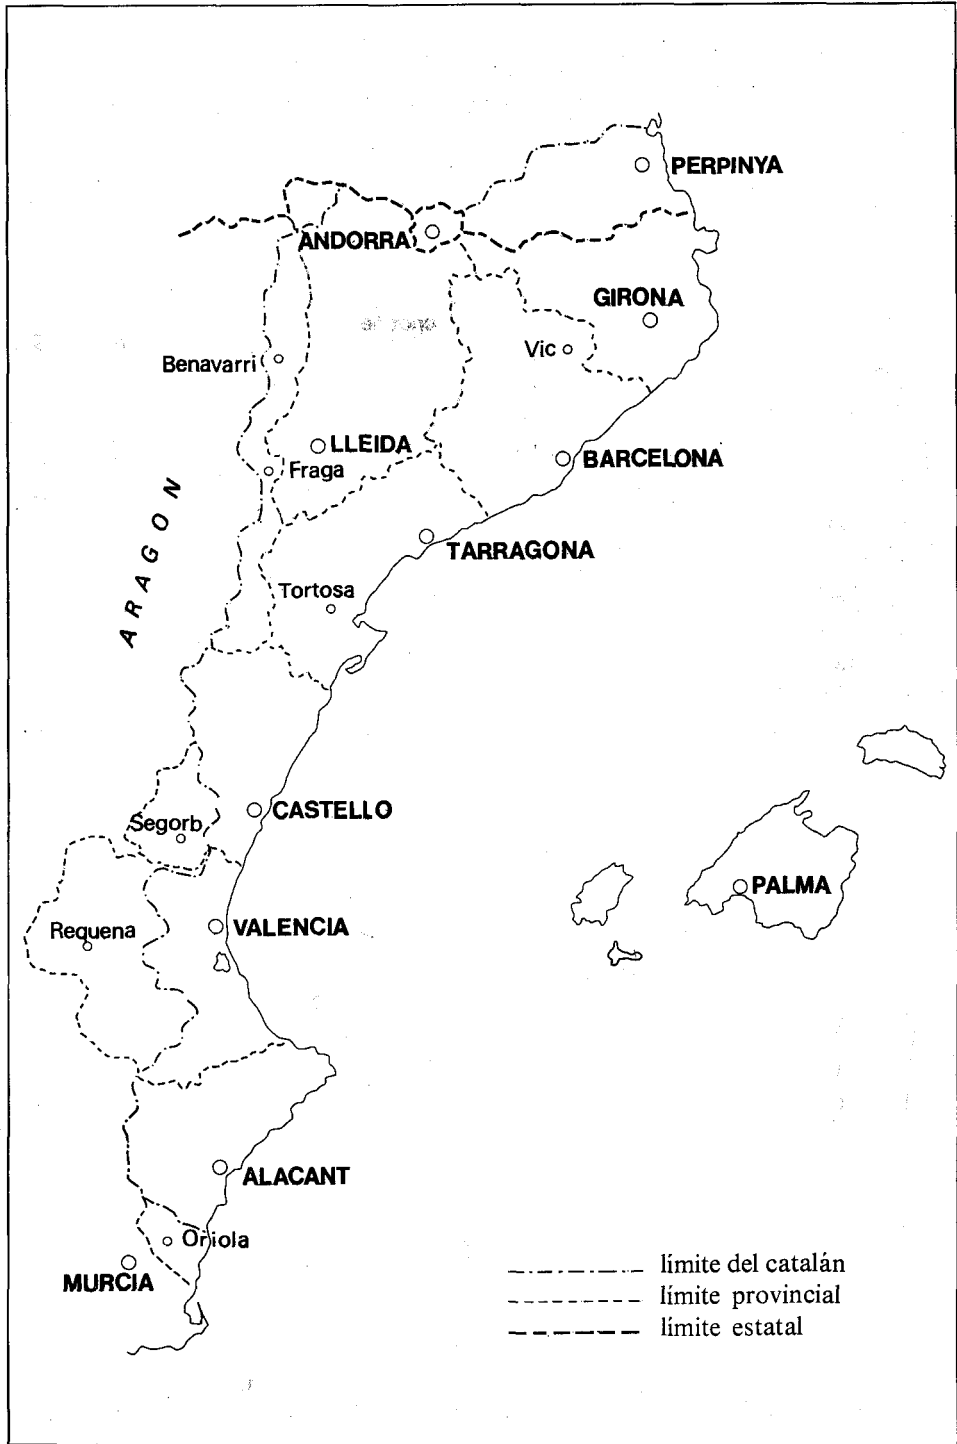 PERPINYA
ANDORRA
GIRONA
Vic
Benavarri
LLEIDA
BARCELONA
Fraga
ARAGON
TARRAGONA
Tortosa
CASTELLO
Segorb
PALMA
VALENCIA
Requena
ALACANT
Oriola
MURCIA
límite del catalán
límite provincial
límite estatal